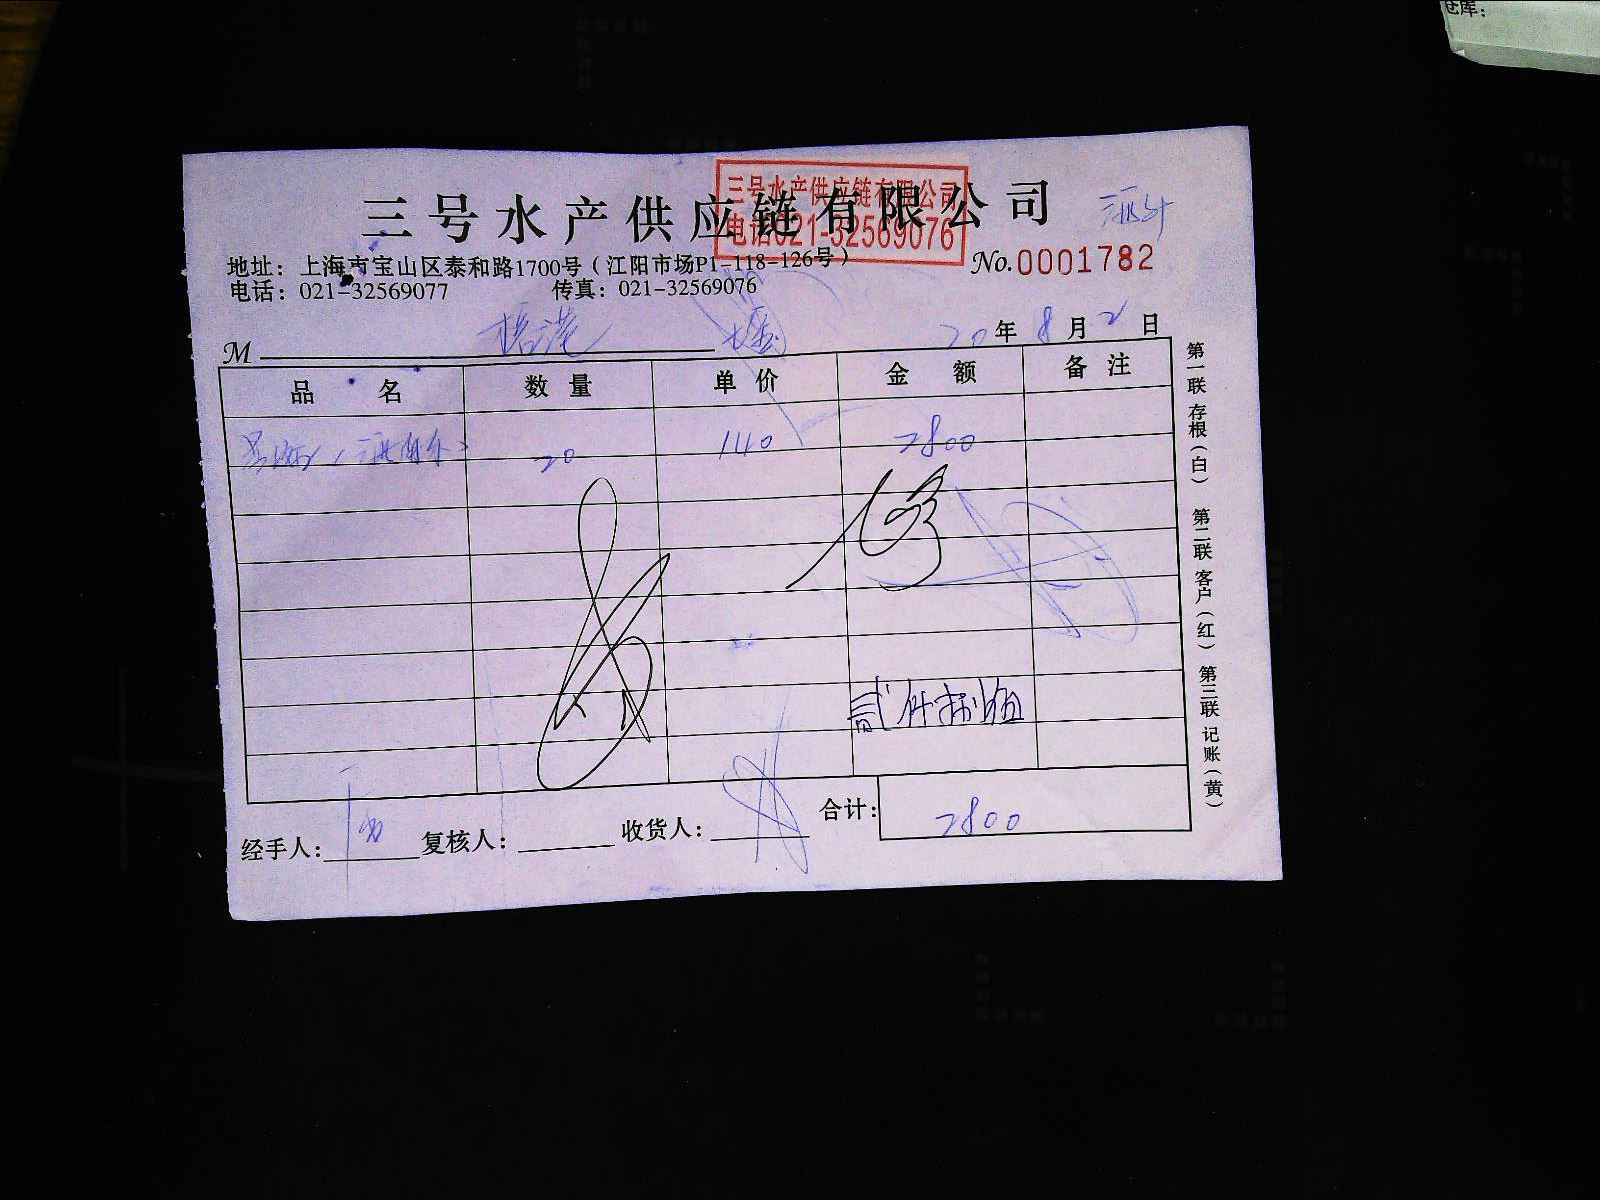 仓库：
三号水产供应链有限公司
电话021-32569076
三号水产供应链有限公司
地址：上海市宝山区泰和路1700号（江阳市场P1-118-126号）
No.0001782
电话：021-32569077 传真：021-32569076
M
20年8月2日
品名 数量 单价 金额 备注
20 140 2800
经手人： 复核人： 收货人： 合计： 2800
第一联 存根（白） 第二联 客户（红） 第三联 记账（黄）